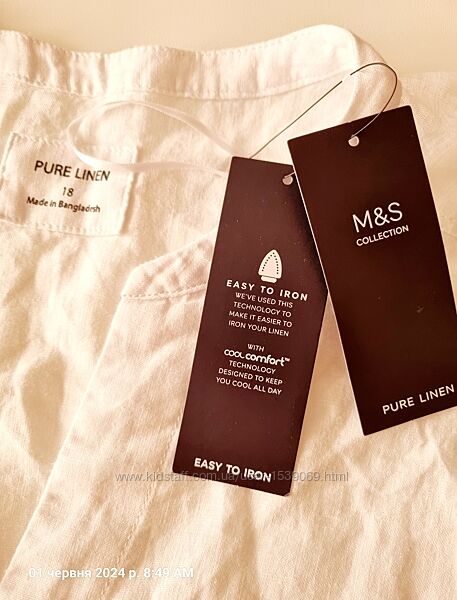 PURE LINEN
18
Made in Bangladesh
M&S
COLLECTION
PURE LINEN
EASY TO IRON
WE'VE USED THIS
TECHNOLOGY TO
MAKE IT EASIER TO
IRON YOUR LINEN
WITH
COOLcomfort™
TECHNOLOGY
DESIGNED TO KEEP
YOU COOL ALL DAY
EASY TO IRON
01 червня 2024 р. 8:49 AM